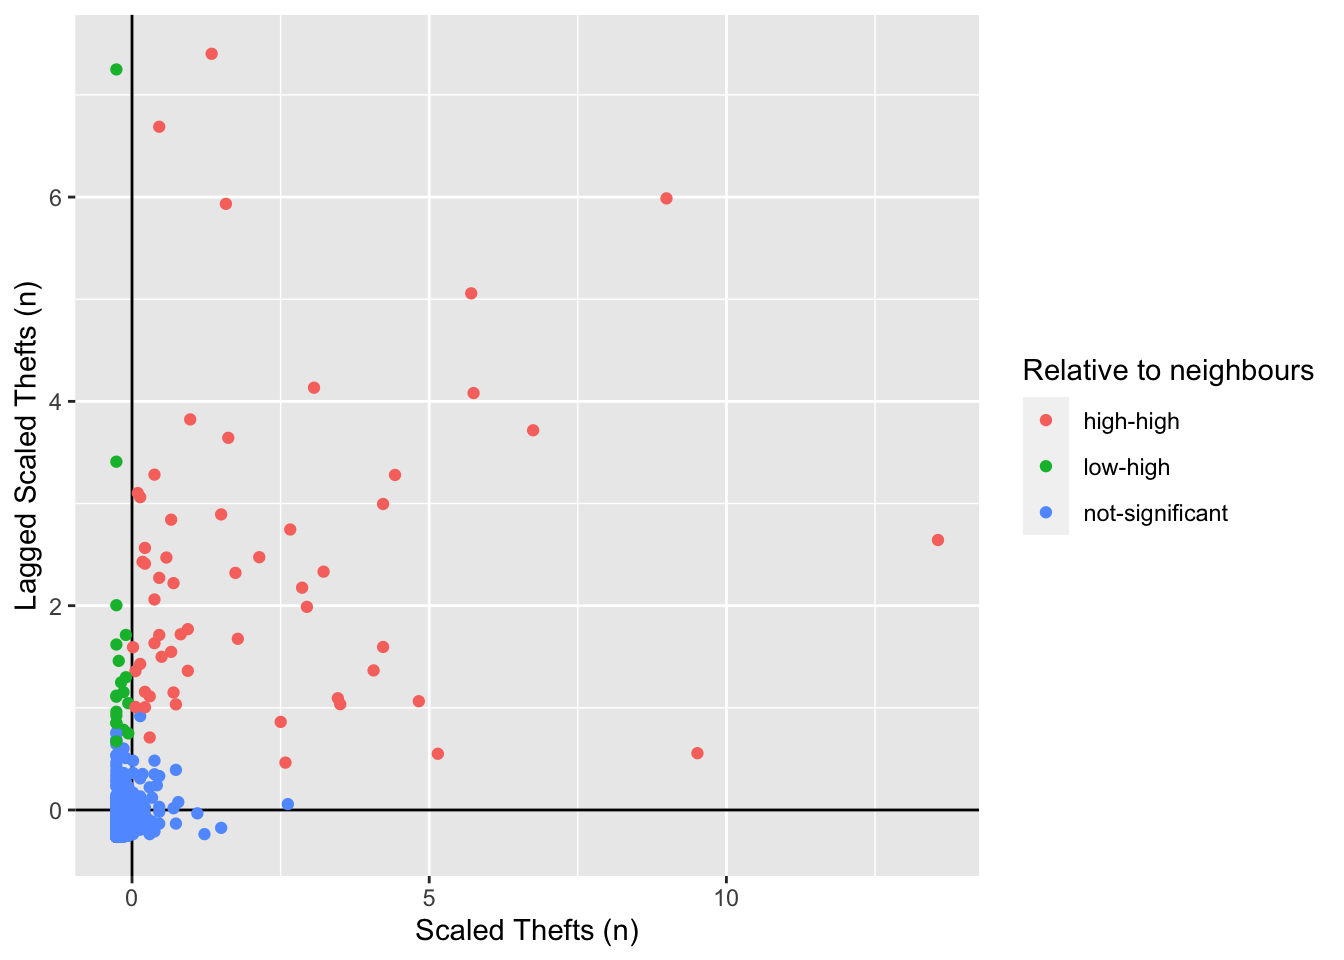 6
4
2
0
0
5
10
Scaled Thefts (n)
Lagged Scaled Thefts (n)
Relative to neighbours
high-high
low-high
not-significant